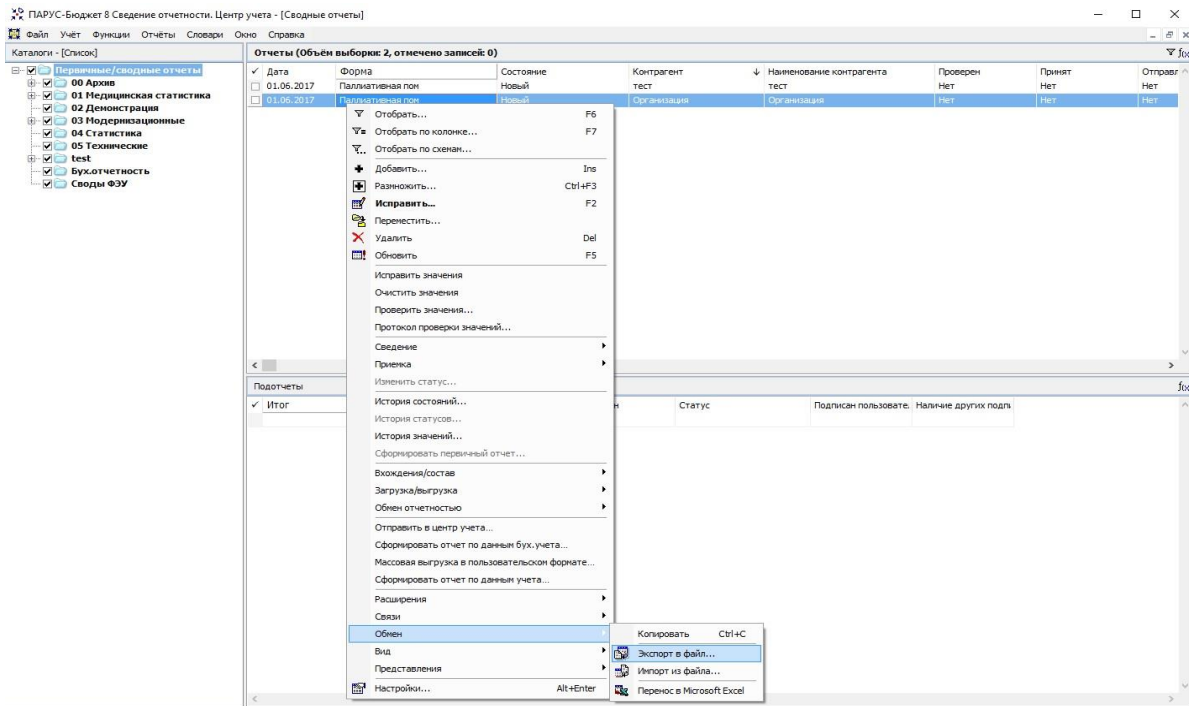 ПАРУС-Бюджет 8 Сведение отчетности. Центр учета - [Сводные отчеты]
Файл Учёт Функции Отчёты Словари Окно Справка
Каталоги - [Список]
Первичные/сводные отчеты
00 Архив
01 Медицинская статистика
02 Демонстрация
03 Модернизационные
04 Статистика
05 Технические
test
Бух.отчетность
Своды ФЭУ
Отчеты (Объём выборки: 2, отмечено записей: 0)
Дата Форма Состояние Контрагент Наименование контрагента Проверен Принят Отправл
01.06.2017 Паллиативная пом Новый тест тест Нет Нет Нет
01.06.2017 Паллиативная пом Новый Организация Организация Нет Нет Нет
Отобрать... F6
Отобрать по колонке... F7
Отобрать по схемам...
Добавить... Ins
Размножить... Ctrl+F3
Исправить... F2
Переместить...
Удалить Del
Обновить F5
Исправить значения
Очистить значения
Проверить значения...
Протокол проверки значений...
Сведение
Приемка
Изменить статус...
История состояний...
История статусов...
История значений...
Сформировать первичный отчет...
Вхождения/состав
Загрузка/выгрузка
Обмен отчетностью
Отправить в центр учета...
Сформировать отчет по данным бух.учета...
Массовая выгрузка в пользовательском формате...
Сформировать отчет по данным учета...
Расширения
Связи
Обмен
Вид
Представления
Настройки... Alt+Enter
Копировать Ctrl+C
Экспорт в файл...
Импорт из файла...
Перенос в Microsoft Excel
Подотчеты
Итог н Статус Подписан пользовате. Наличие других подпи